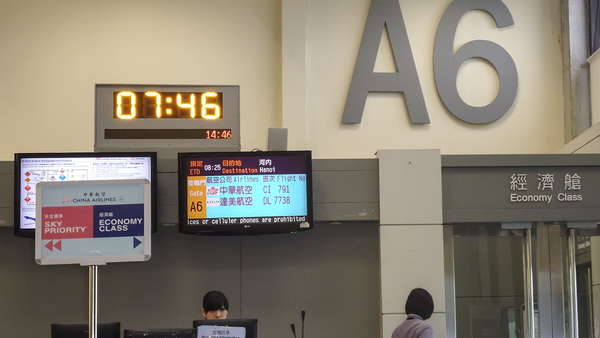 A6
07:46
14:46
預定 ETD 08:25 目的地 Destination 河內 Hanoi
航空公司 Airlines 班次 Flight No.
登機門 Gate A6
中華航空 CI 791
達美航空 DL 7738
ices or celluler phones are prohibited
中華航空
CHINA AIRLINES
天合優享
SKY PRIORITY
經濟艙
ECONOMY CLASS
經濟艙
Economy Class